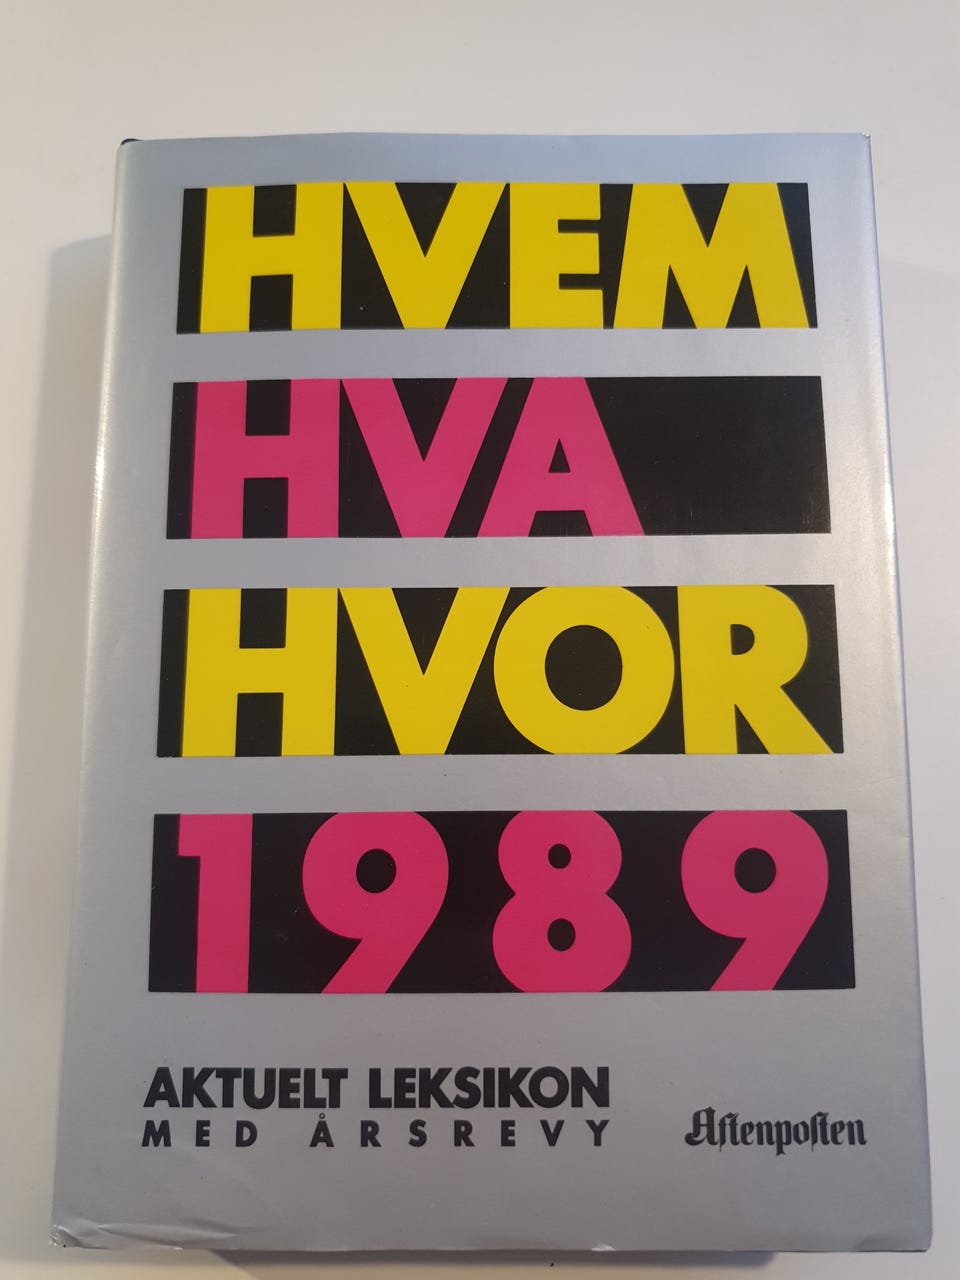 HVEM
HVA
HVOR
1989
AKTUELT LEKSIKON
MED ÅRSREVY
Aftenposten